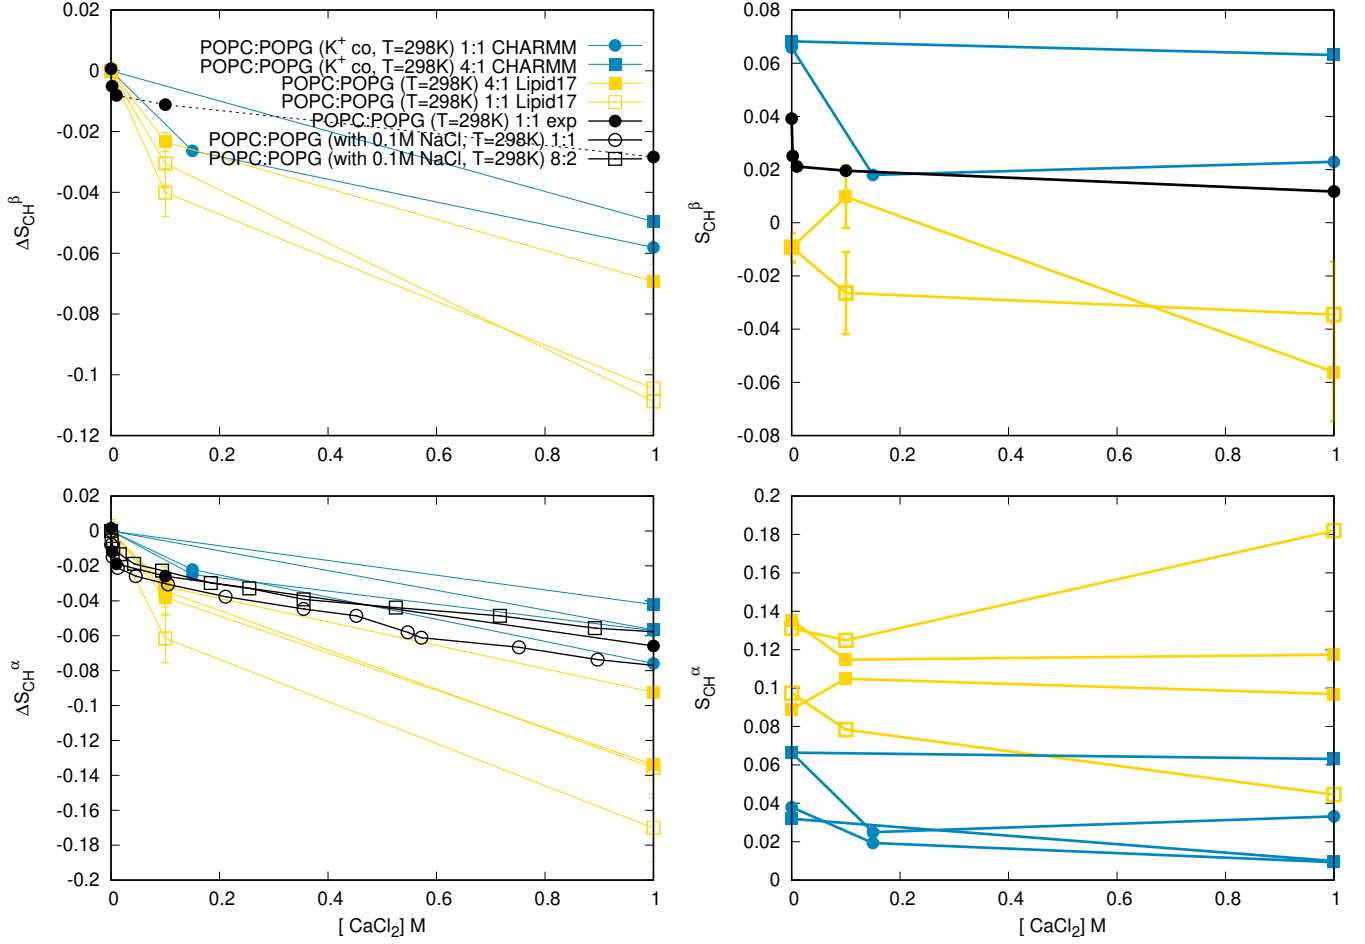 0.02
0
-0.02
-0.04
-0.06
-0.08
-0.1
-0.12
ΔS_CH^β
POPC:POPG (K⁺ co, T=298K) 1:1 CHARMM
POPC:POPG (K⁺ co, T=298K) 4:1 CHARMM
POPC:POPG (T=298K) 4:1 Lipid17
POPC:POPG (T=298K) 1:1 Lipid17
POPC:POPG (T=298K) 1:1 exp
POPC:POPG (with 0.1M NaCl, T=298K) 1:1
POPC:POPG (with 0.1M NaCl, T=298K) 8:2
0 0.2 0.4 0.6 0.8 1
0.08
0.06
0.04
0.02
0
-0.02
-0.04
-0.06
-0.08
S_CH^β
0 0.2 0.4 0.6 0.8 1
0.02
0
-0.02
-0.04
-0.06
-0.08
-0.1
-0.12
-0.14
-0.16
-0.18
-0.2
ΔS_CH^α
0 0.2 0.4 0.6 0.8 1
[ CaCl₂] M
0.2
0.18
0.16
0.14
0.12
0.1
0.08
0.06
0.04
0.02
0
S_CH^α
0 0.2 0.4 0.6 0.8 1
[ CaCl₂] M